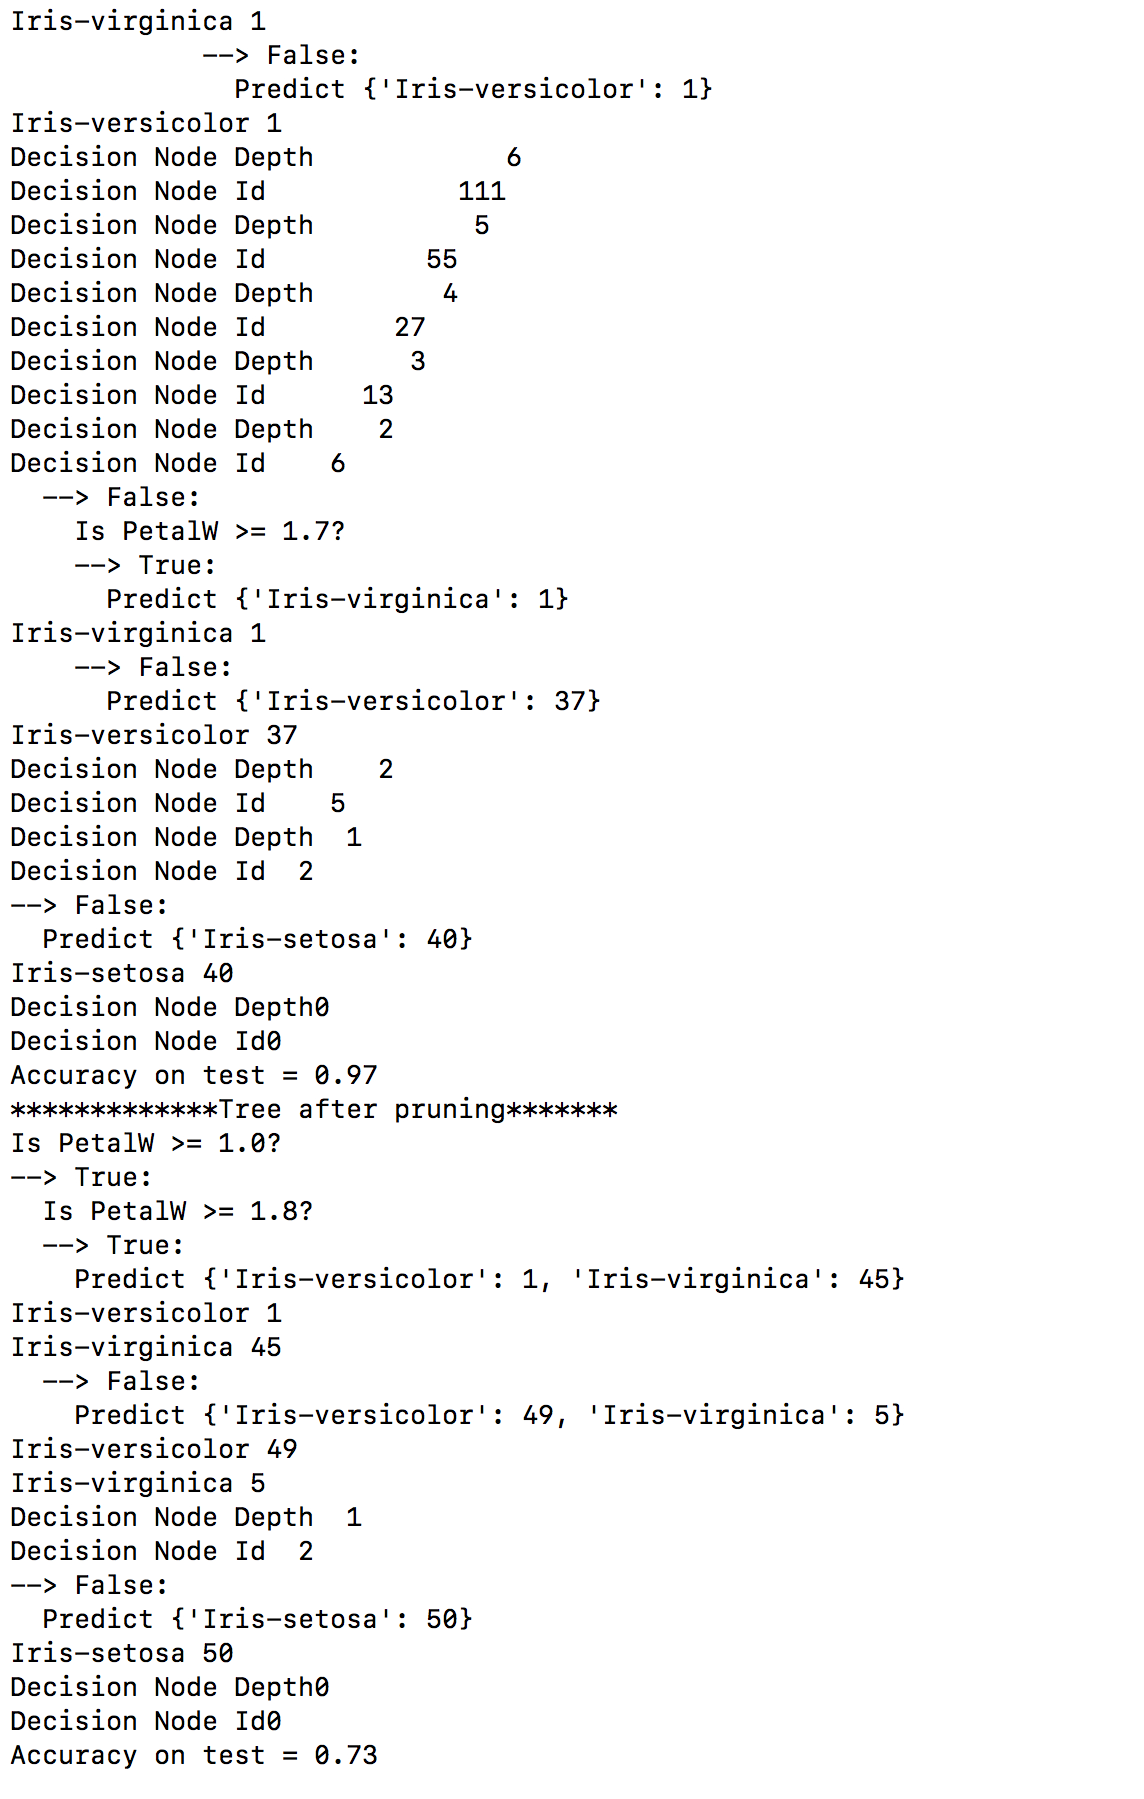 Iris-virginica 1
            --> False:
              Predict {'Iris-versicolor': 1}
Iris-versicolor 1
Decision Node Depth            6
Decision Node Id            111
Decision Node Depth          5
Decision Node Id          55
Decision Node Depth        4
Decision Node Id        27
Decision Node Depth      3
Decision Node Id      13
Decision Node Depth    2
Decision Node Id    6
  --> False:
    Is PetalW >= 1.7?
    --> True:
      Predict {'Iris-virginica': 1}
Iris-virginica 1
    --> False:
      Predict {'Iris-versicolor': 37}
Iris-versicolor 37
Decision Node Depth    2
Decision Node Id    5
Decision Node Depth  1
Decision Node Id  2
--> False:
  Predict {'Iris-setosa': 40}
Iris-setosa 40
Decision Node Depth0
Decision Node Id0
Accuracy on test = 0.97
*************Tree after pruning*******
Is PetalW >= 1.0?
--> True:
  Is PetalW >= 1.8?
  --> True:
    Predict {'Iris-versicolor': 1, 'Iris-virginica': 45}
Iris-versicolor 1
Iris-virginica 45
  --> False:
    Predict {'Iris-versicolor': 49, 'Iris-virginica': 5}
Iris-versicolor 49
Iris-virginica 5
Decision Node Depth  1
Decision Node Id  2
--> False:
  Predict {'Iris-setosa': 50}
Iris-setosa 50
Decision Node Depth0
Decision Node Id0
Accuracy on test = 0.73